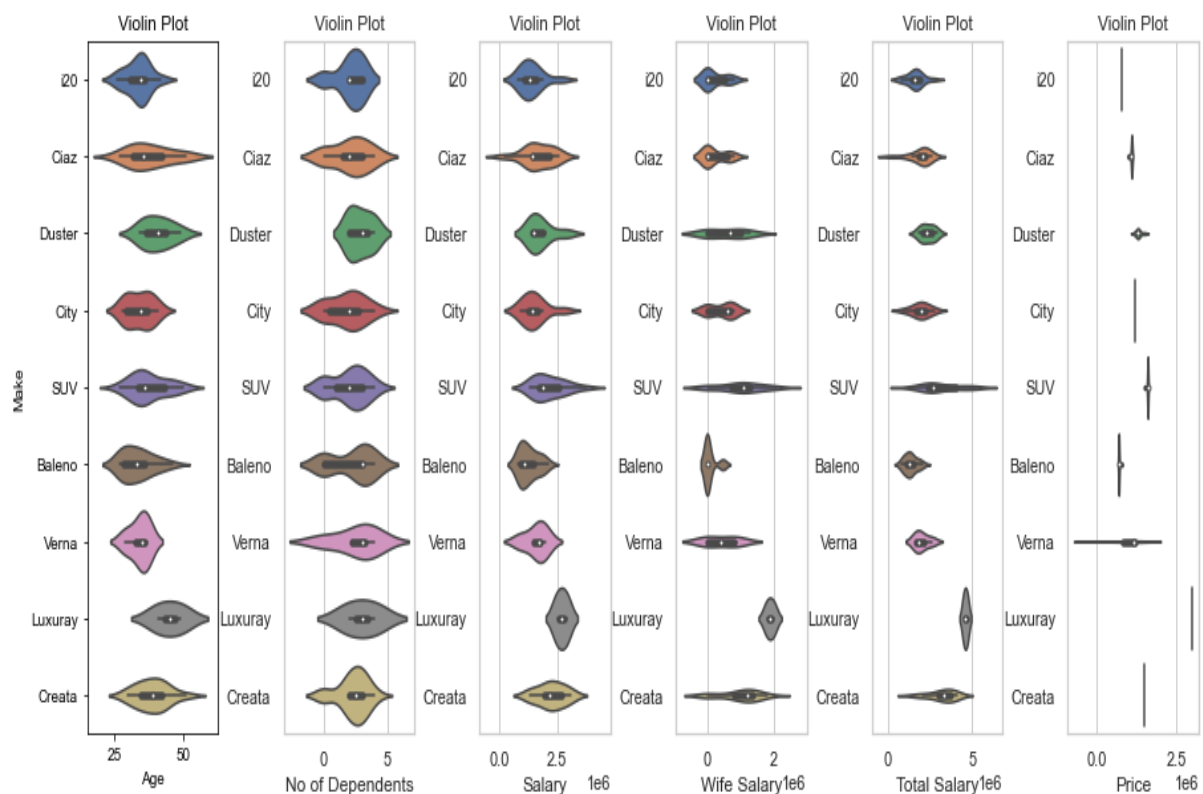 Violin Plot Violin Plot Violin Plot Violin Plot Violin Plot Violin Plot
i20 i20 i20 i20 i20 i20
Ciaz Ciaz Ciaz Ciaz Ciaz Ciaz
Duster Duster Duster Duster Duster Duster
City City City City City City
Make
SUV SUV SUV SUV SUV SUV
Baleno Baleno Baleno Baleno Baleno Baleno
Verna Verna Verna Verna Verna Verna
Luxuray Luxuray Luxuray Luxuray Luxuray Luxuray
Creata Creata Creata Creata Creata Creata
25 50 0 5 0.0 2.5 0 2 0 5 0.0 2.5
Age No of Dependents Salary 1e6 Wife Salary 1e6 Total Salary 1e6 Price 1e6